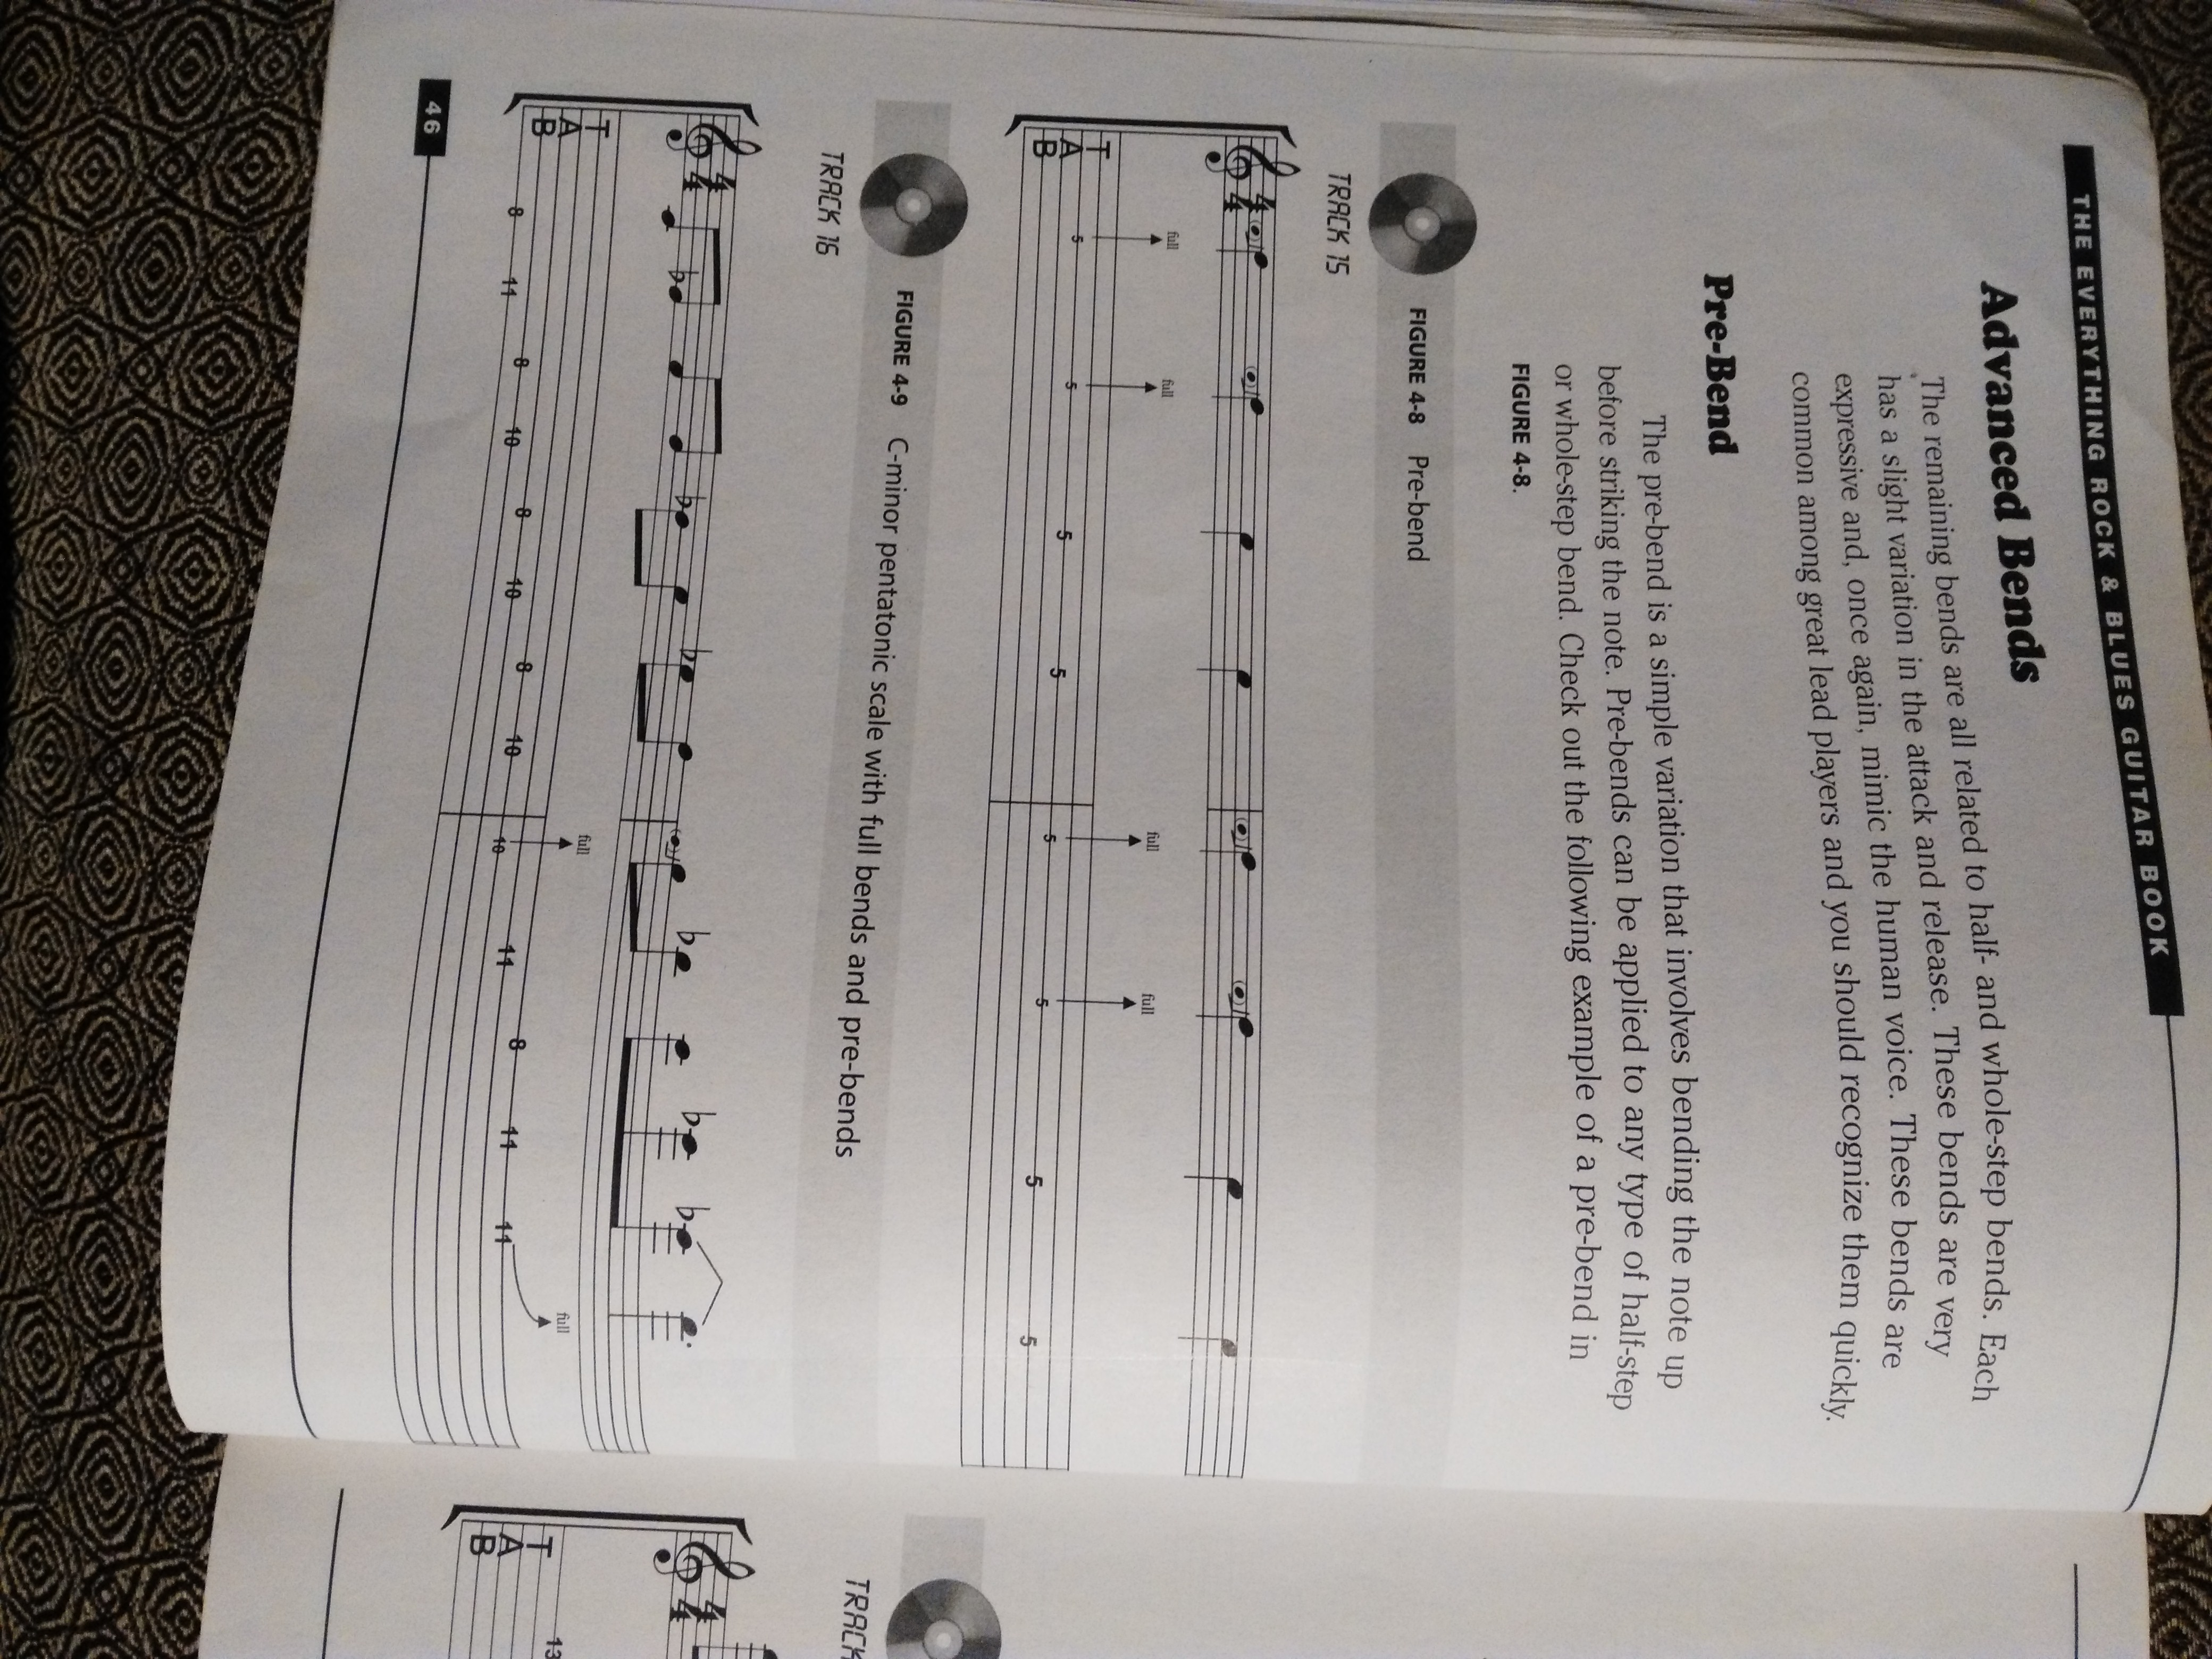 THE EVERYTHING ROCK & BLUES GUITAR BOOK
Advanced Bends
The remaining bends are all related to half- and whole-step bends. Each
has a slight variation in the attack and release. These bends are very
expressive and, once again, mimic the human voice. These bends are
common among great lead players and you should recognize them quickly.
Pre-Bend
The pre-bend is a simple variation that involves bending the note up
before striking the note. Pre-bends can be applied to any type of half-step
or whole-step bend. Check out the following example of a pre-bend in
FIGURE 4-8.
FIGURE 4-8 Pre-bend
TRACK 15
4
4
full full full full
T
A
B
5 5 5 5 5 5 5 5
FIGURE 4-9 C-minor pentatonic scale with full bends and pre-bends
TRACK 16
4
4
full full
T
A
B
8 11 8 10 8 10 8 10 10 11 8 11 11
46
TRACK
4
4
T
A
B
13